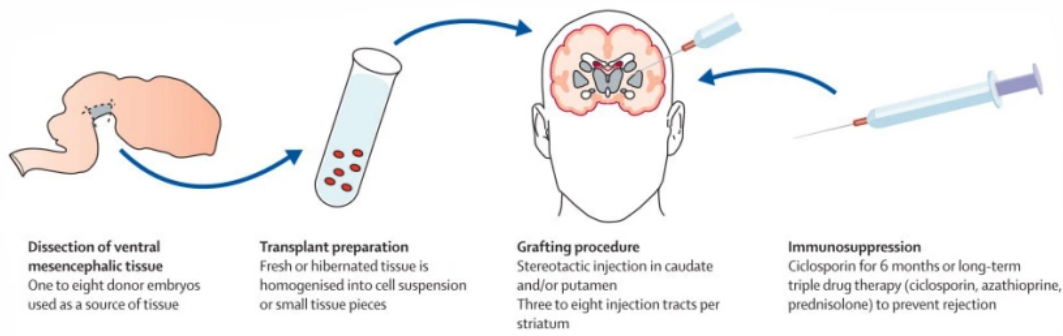 Dissection of ventral
mesencephalic tissue
One to eight donor embryos
used as a source of tissue
Transplant preparation
Fresh or hibernated tissue is
homogenised into cell suspension
or small tissue pieces
Grafting procedure
Stereotactic injection in caudate
and/or putamen
Three to eight injection tracts per
striatum
Immunosuppression
Ciclosporin for 6 months or long-term
triple drug therapy (ciclosporin, azathioprine,
prednisolone) to prevent rejection